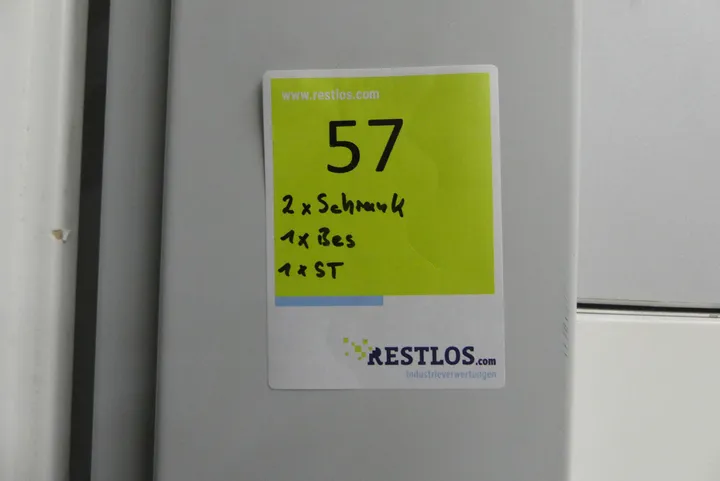 www.restlos.com
57
2 x Schrank
1 x Bes
1 x ST
RESTLOS.com
Industrieverwertungen